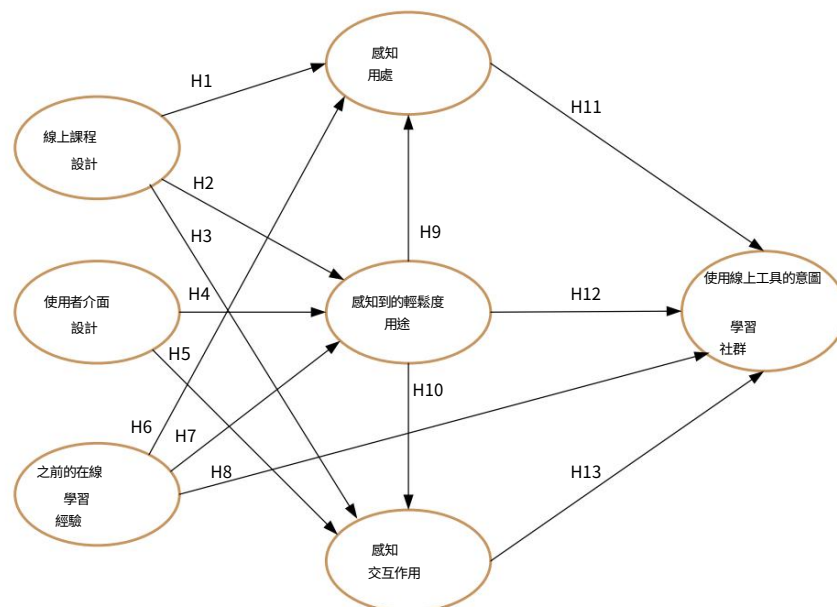 感知
用處
H1
H11
線上課程
設計
H2
H3
H9
使用線上工具的意圖
學習
社群
使用者介面
設計
H4
感知到的輕鬆度
用途
H12
H5
H10
H6
H7
H8
H13
之前的在線
學習
經驗
感知
交互作用